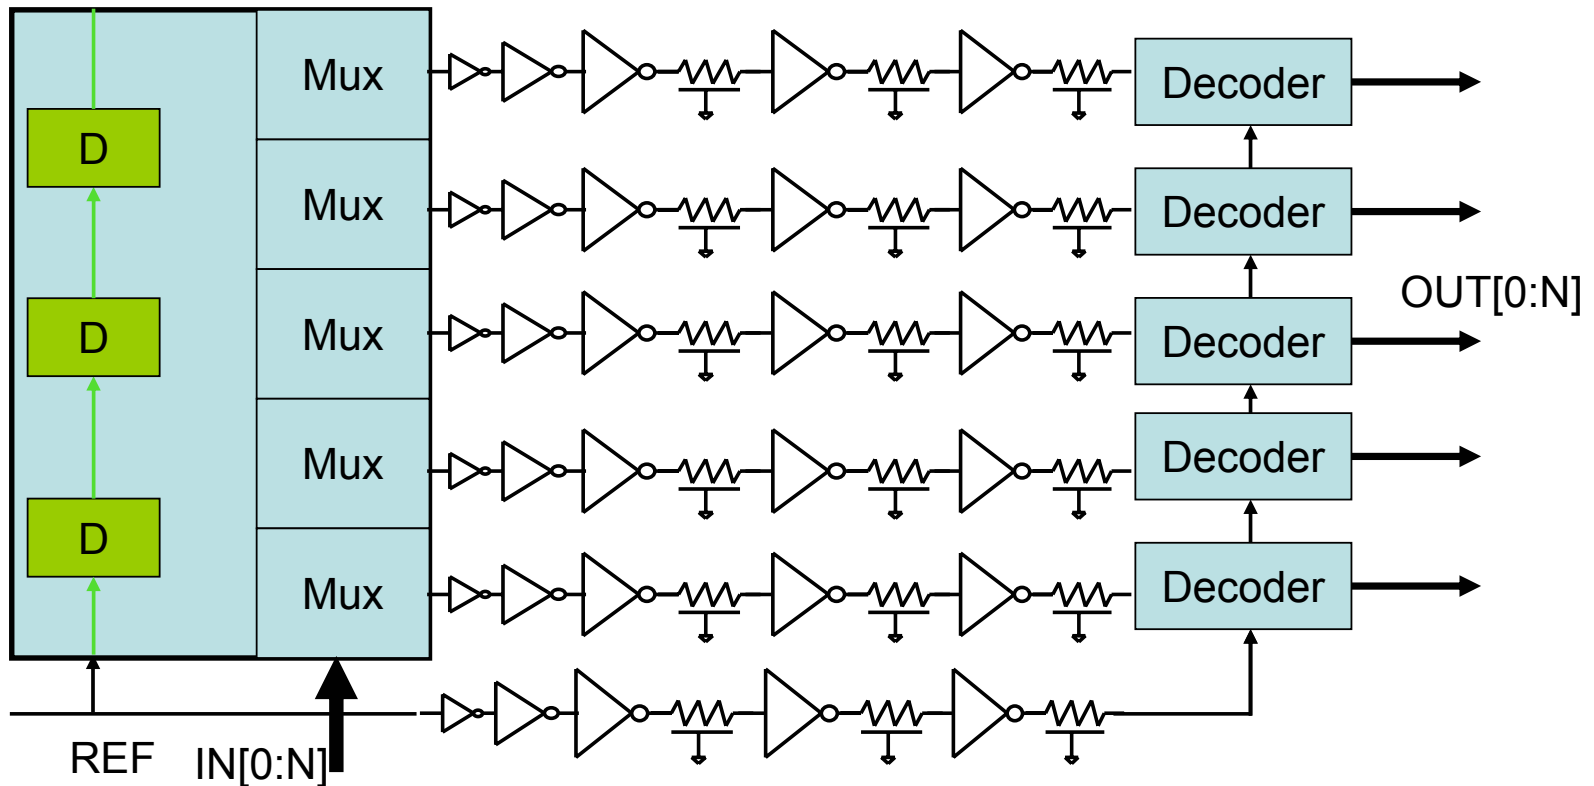 Mux
Decoder
D
Mux
Decoder
OUT[0:N]
D
Mux
Decoder
Mux
Decoder
D
Mux
Decoder
REF
IN[0:N]